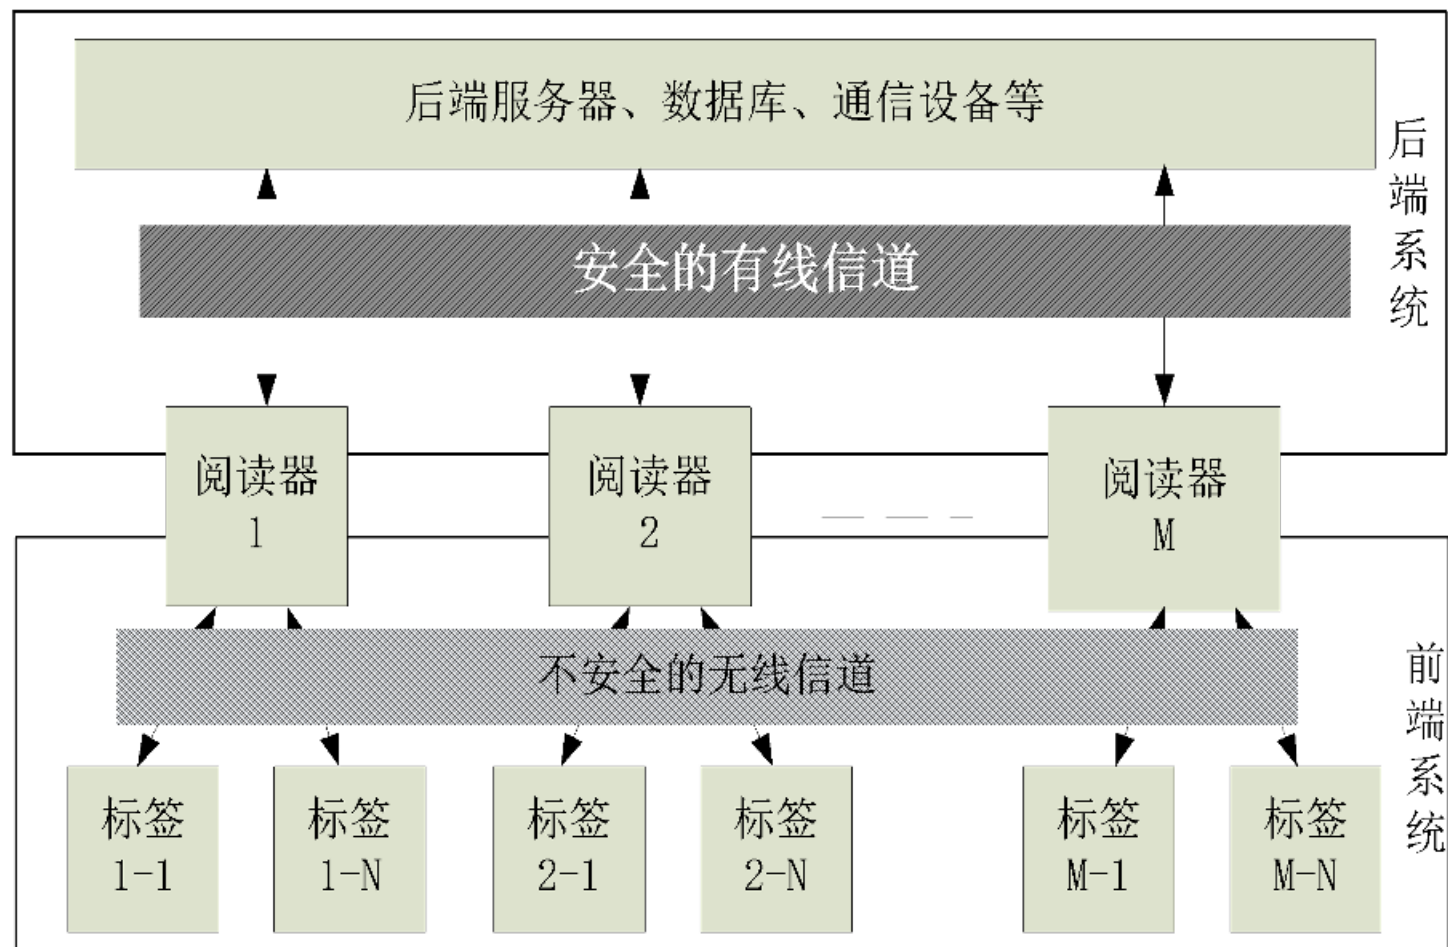 后端服务器、数据库、通信设备等
后端系统
安全的有线信道
阅读器
1
阅读器
2
阅读器
M
不安全的无线信道
前端系统
标签
1-1
标签
1-N
标签
2-1
标签
2-N
标签
M-1
标签
M-N